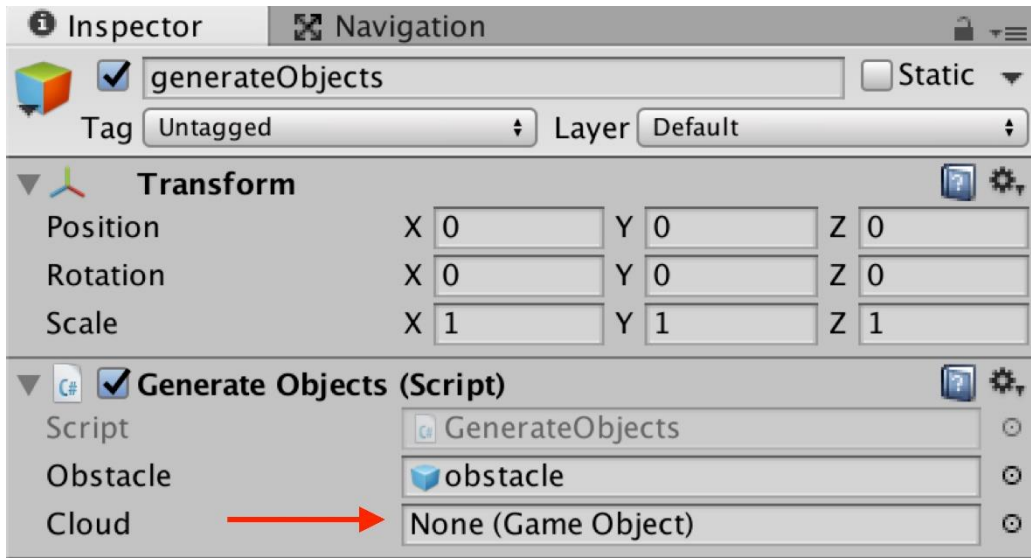 Inspector Navigation
generateObjects Static
Tag Untagged Layer Default
Transform
Position X 0 Y 0 Z 0
Rotation X 0 Y 0 Z 0
Scale X 1 Y 1 Z 1
C# Generate Objects (Script)
Script GenerateObjects
Obstacle obstacle
Cloud None (Game Object)